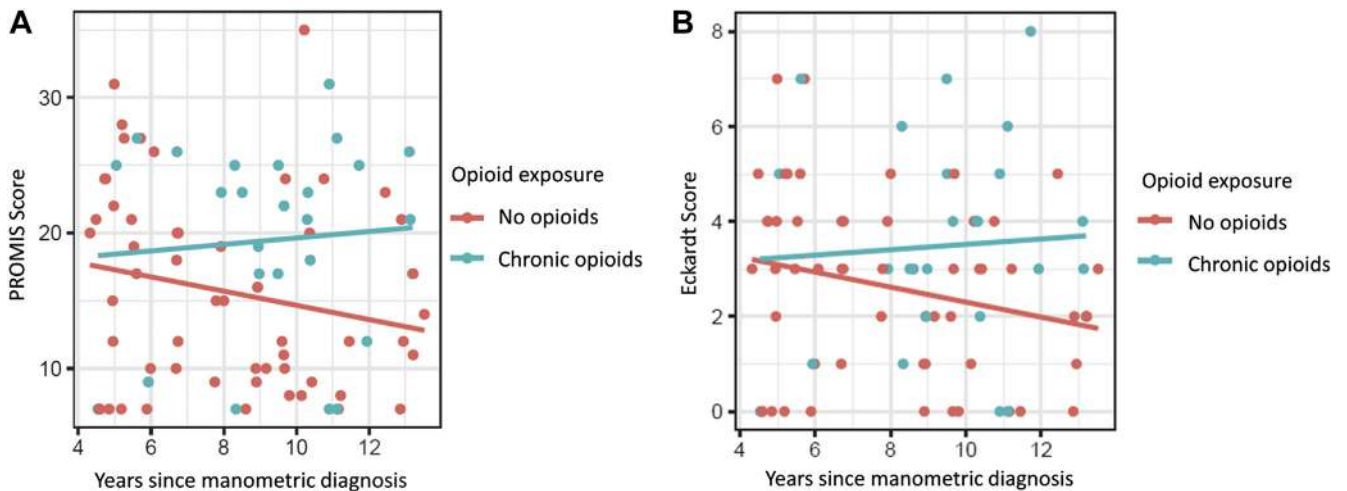 A
PROMIS Score
30
20
10
4 6 8 10 12
Years since manometric diagnosis
Opioid exposure
No opioids
Chronic opioids
B
Eckardt Score
8
6
4
2
0
4 6 8 10 12
Years since manometric diagnosis
Opioid exposure
No opioids
Chronic opioids